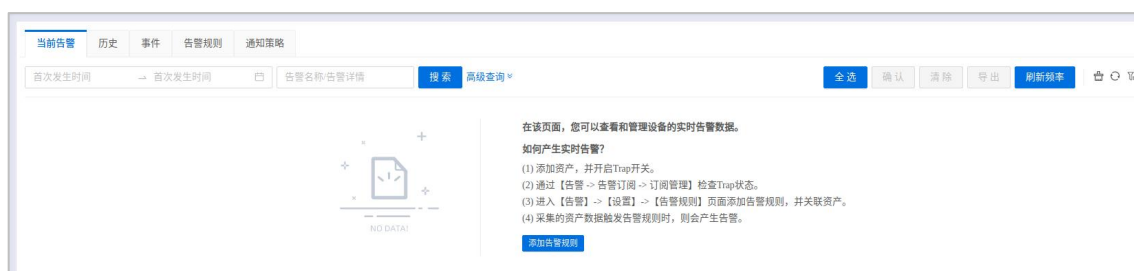 当前告警 历史 事件 告警规则 通知策略
首次发生时间 → 首次发生时间 告警名称/告警详情 搜索 高级查询 全选 确认 清除 导出 刷新频率
在该页面，您可以查看和管理设备的实时告警数据。
如何产生实时告警?
(1) 添加资产，并开启Trap开关。
(2) 通过【告警 -> 告警订阅 -> 订阅管理】检查Trap状态。
(3) 进入【告警】->【设置】->【告警规则】页面添加告警规则，并关联资产。
(4) 采集的资产数据触发告警规则时，则会产生告警。
NO DATA!
添加告警规则